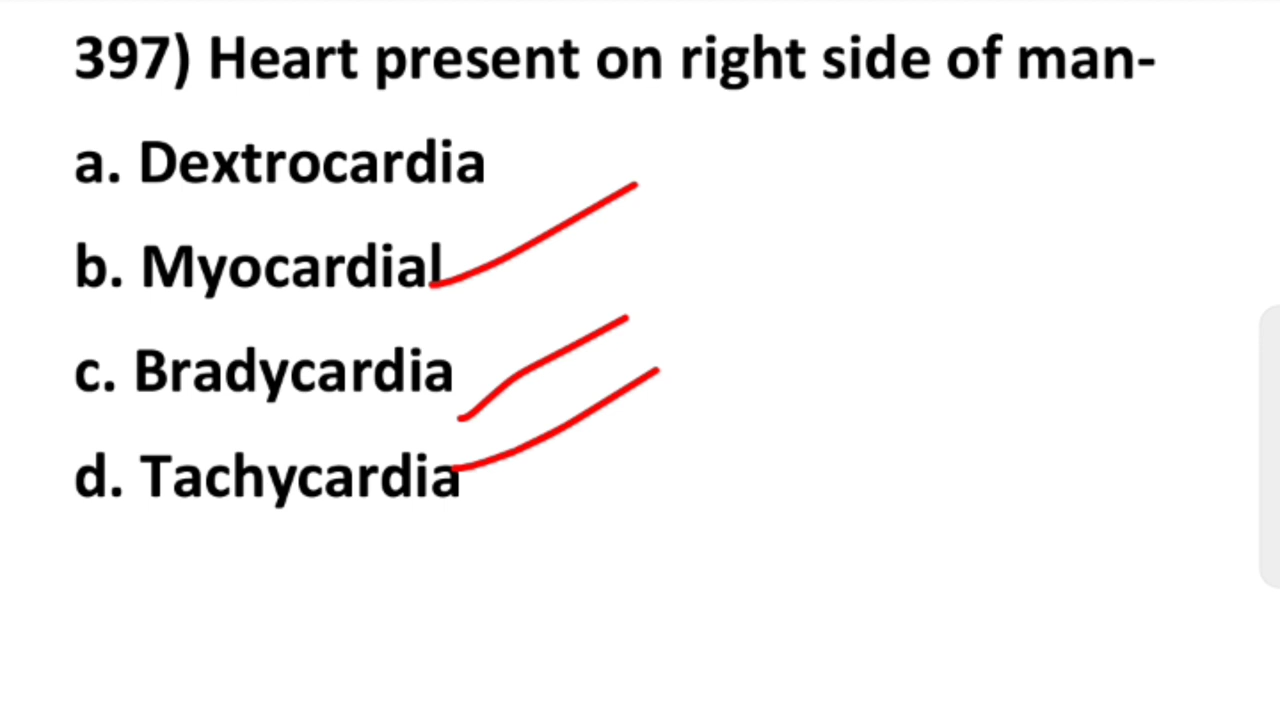 397) Heart present on right side of man-
a. Dextrocardia
b. Myocardial
c. Bradycardia
d. Tachycardia